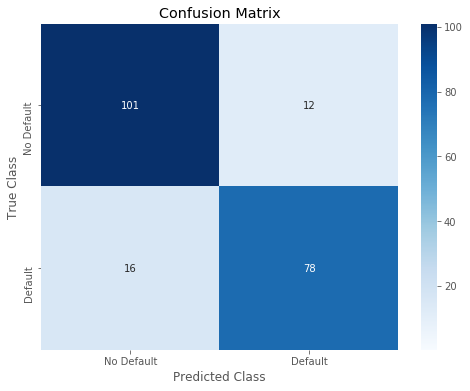 Confusion Matrix
True Class
No Default
101
12
Default
16
78
No Default
Default
Predicted Class
100
80
60
40
20